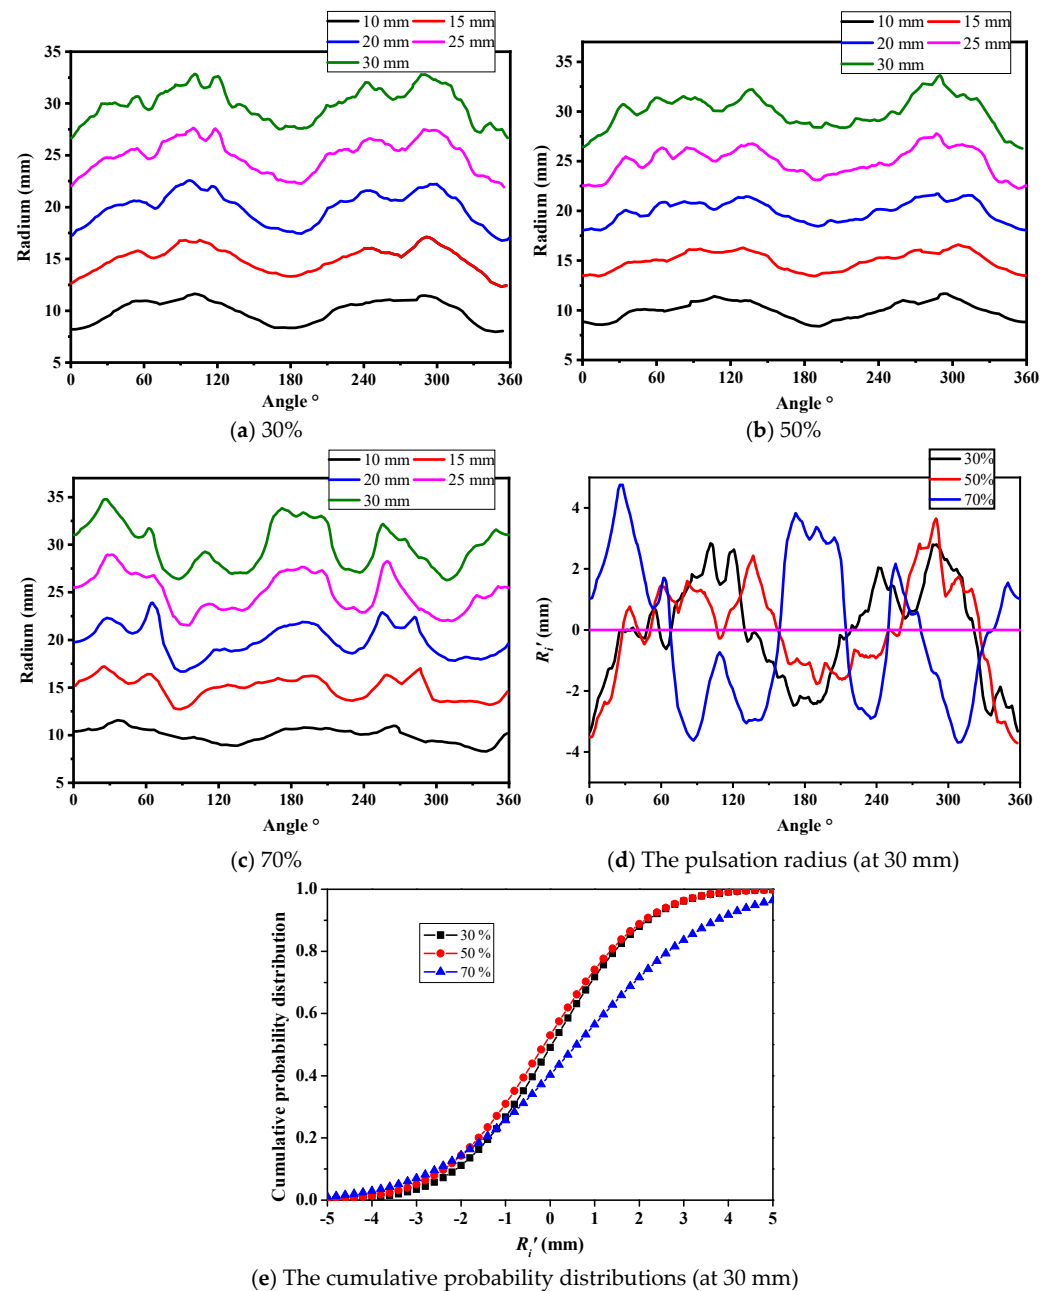 10 mm 15 mm
20 mm 25 mm
30 mm
35
30
25
20
15
10
5
Radium (mm)
0 60 120 180 240 300 360
Angle °
(a) 30%
10 mm 15 mm
20 mm 25 mm
30 mm
35
30
25
20
15
10
5
Radium (mm)
0 60 120 180 240 300 360
Angle °
(b) 50%
10 mm 15 mm
20 mm 25 mm
30 mm
35
30
25
20
15
10
5
Radium (mm)
0 60 120 180 240 300 360
Angle °
(c) 70%
30%
50%
70%
4
2
0
-2
-4
Rᵢ′ (mm)
0 60 120 180 240 300 360
Angle °
(d) The pulsation radius (at 30 mm)
30 %
50 %
70 %
1.0
0.8
0.6
0.4
0.2
0.0
Cumulative probability distribution
-5 -4 -3 -2 -1 0 1 2 3 4 5
Rᵢ′ (mm)
(e) The cumulative probability distributions (at 30 mm)